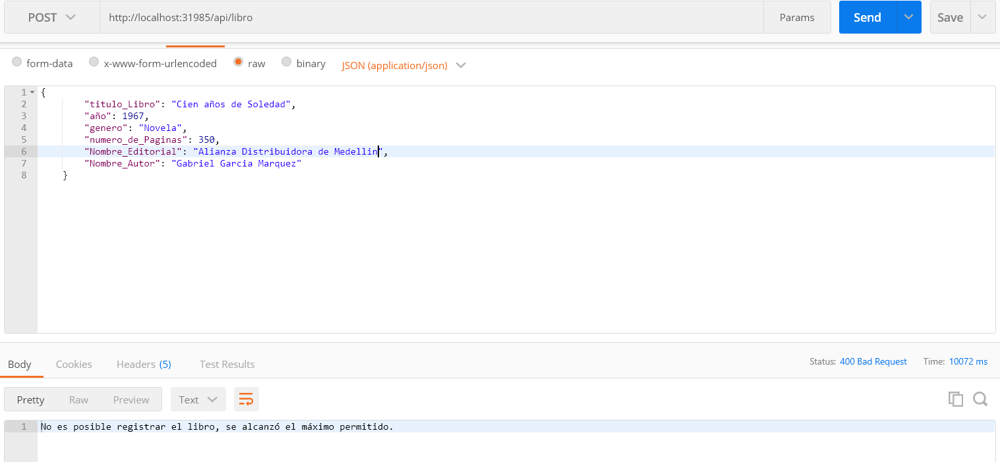 POST http://localhost:31985/api/libro Params Send Save
form-data x-www-form-urlencoded raw binary JSON (application/json)
1 {
2 "titulo_Libro": "Cien años de Soledad",
3 "año": 1967,
4 "genero": "Novela",
5 "numero_de_Paginas": 350,
6 "Nombre_Editorial": "Alianza Distribuidora de Medellin",
7 "Nombre_Autor": "Gabriel Garcia Marquez"
8 }
Body Cookies Headers (5) Test Results Status: 400 Bad Request Time: 10072 ms
Pretty Raw Preview Text
1 No es posible registrar el libro, se alcanzó el máximo permitido.